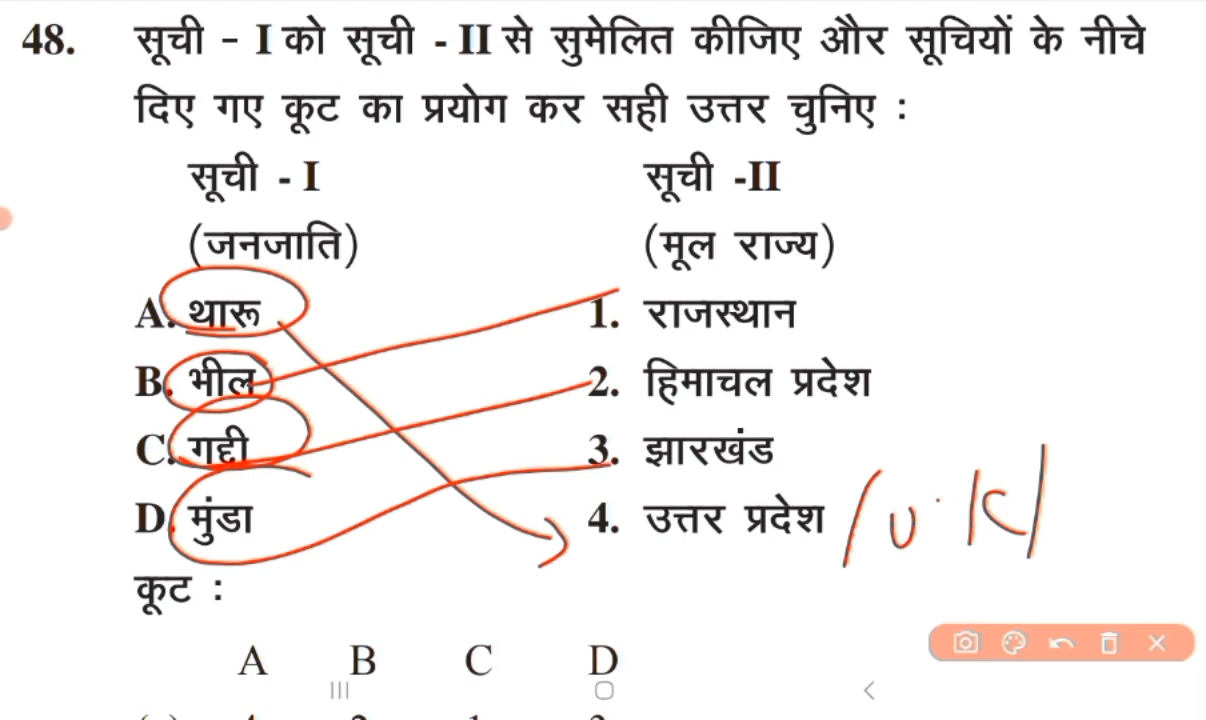 48. सूची - I को सूची - II से सुमेलित कीजिए और सूचियों के नीचे
दिए गए कूट का प्रयोग कर सही उत्तर चुनिए :
सूची - I सूची -II
(जनजाति) (मूल राज्य)
A. थारू 1. राजस्थान
B. भील 2. हिमाचल प्रदेश
C. गद्दी 3. झारखंड
D. मुंडा 4. उत्तर प्रदेश (U.K)
कूट :
A B C D